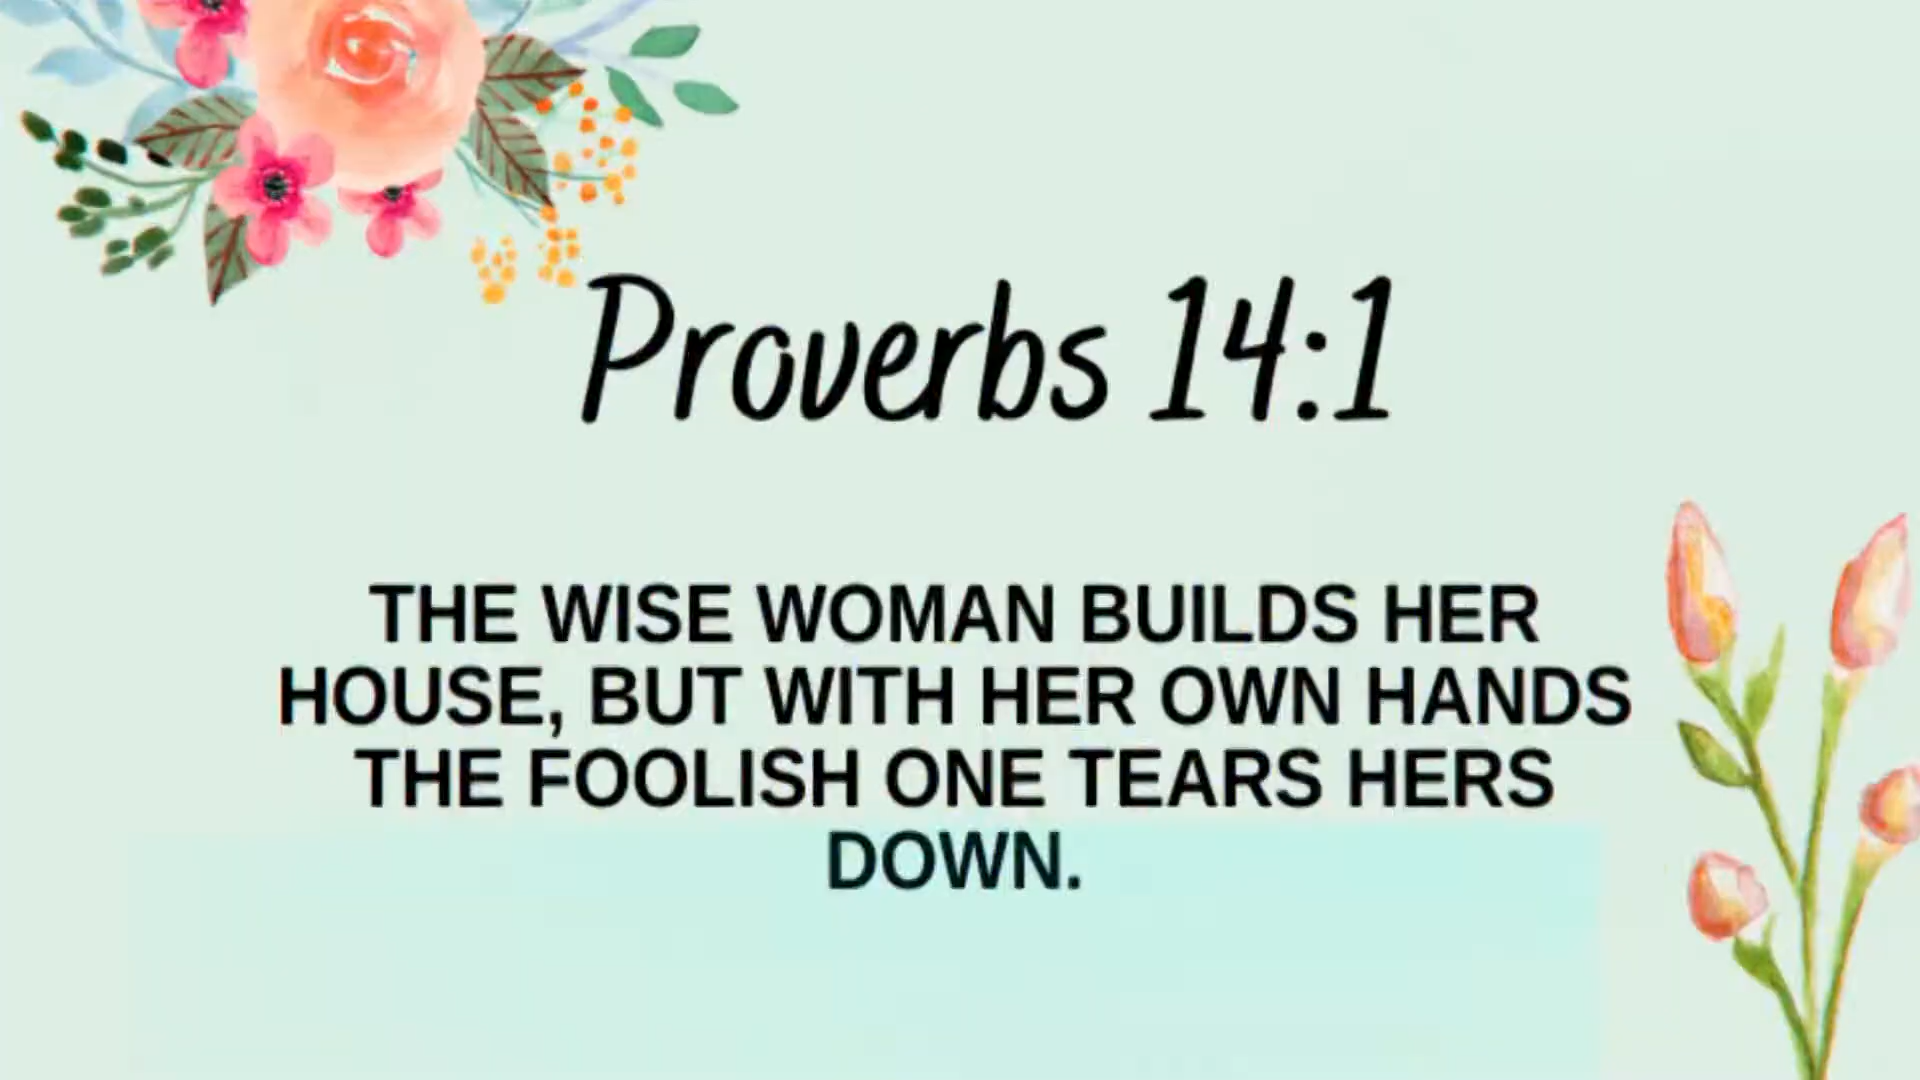 Proverbs 14:1
THE WISE WOMAN BUILDS HER
HOUSE, BUT WITH HER OWN HANDS
THE FOOLISH ONE TEARS HERS
DOWN.